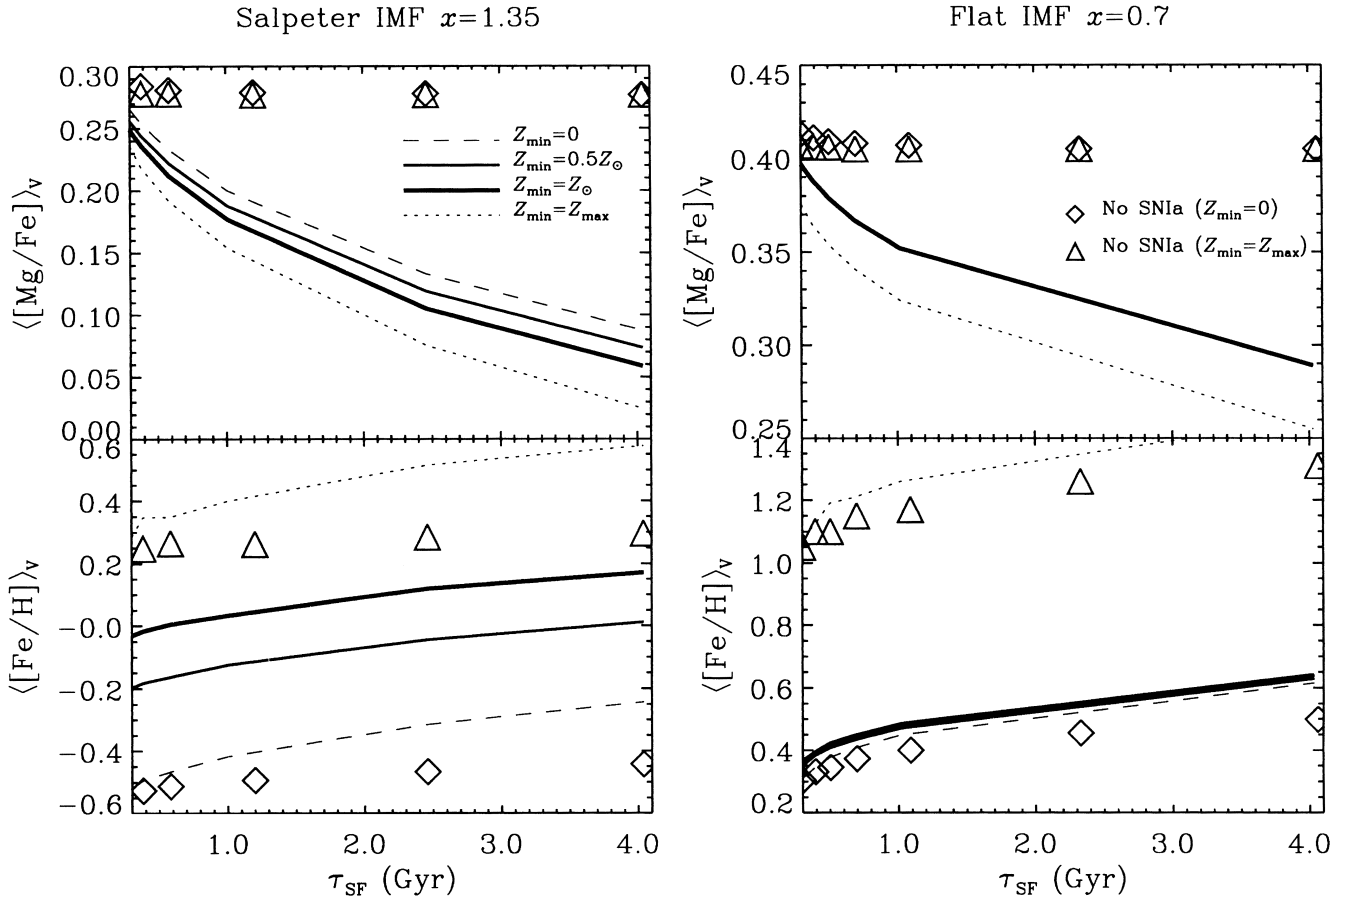 Salpeter IMF x=1.35
Flat IMF x=0.7
0.30
0.25
0.20
0.15
0.10
0.05
0.00
⟨[Mg/Fe]⟩V
Zmin=0
Zmin=0.5Z⊙
Zmin=Z⊙
Zmin=Zmax
0.45
0.40
0.35
0.30
0.25
⟨[Mg/Fe]⟩V
No SNIa (Zmin=0)
No SNIa (Zmin=Zmax)
0.6
0.4
0.2
−0.0
−0.2
−0.4
−0.6
⟨[Fe/H]⟩V
1.4
1.2
1.0
0.8
0.6
0.4
0.2
⟨[Fe/H]⟩V
1.0 2.0 3.0 4.0
τSF (Gyr)
1.0 2.0 3.0 4.0
τSF (Gyr)